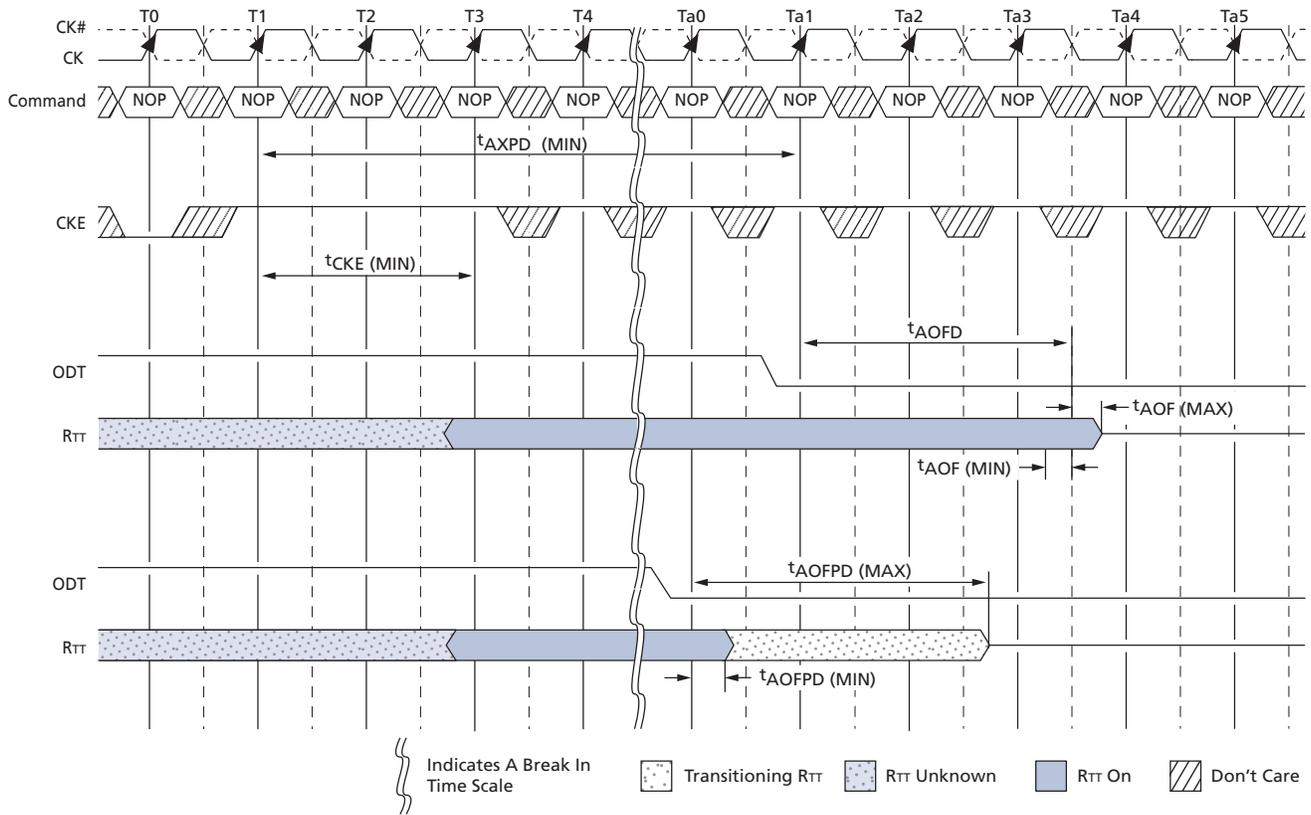 T0 T1 T2 T3 T4 Ta0 Ta1 Ta2 Ta3 Ta4 Ta5
CK#
CK
Command NOP NOP NOP NOP NOP NOP NOP NOP NOP NOP NOP
tAXPD (MIN)
CKE
tCKE (MIN)
tAOFD
ODT
tAOF (MAX)
RTT
tAOF (MIN)
tAOFPD (MAX)
ODT
RTT
tAOFPD (MIN)
Indicates A Break In
Time Scale
Transitioning RTT
RTT Unknown
RTT On
Don't Care